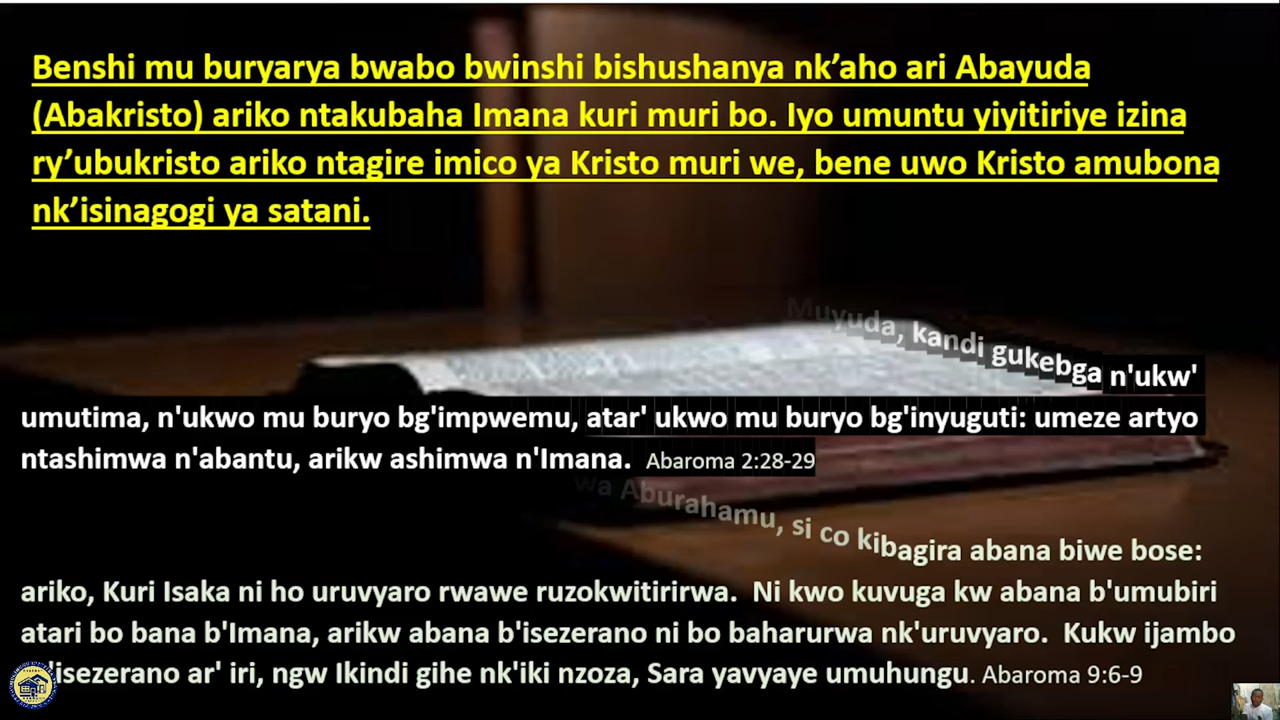 Benshi mu buryarya bwabo bwinshi bishushanya nk’aho ari Abayuda
(Abakristo) ariko ntakubaha Imana kuri muri bo. Iyo umuntu yiyitiriye izina
ry’ubukristo ariko ntagire imico ya Kristo muri we, bene uwo Kristo amubona
nk’isinagogi ya satani.
Muyuda, kandi gukebga n'ukw'
umutima, n'ukwo mu buryo bg'impwemu, atar' ukwo mu buryo bg'inyuguti: umeze artyo
ntashimwa n'abantu, arikw ashimwa n'Imana. Abaroma 2:28-29
wa Aburahamu, si co kibagira abana biwe bose:
ariko, Kuri Isaka ni ho uruvyaro rwawe ruzokwitirirwa. Ni kwo kuvuga kw abana b'umubiri
atari bo bana b'Imana, arikw abana b'isezerano ni bo baharurwa nk'uruvyaro. Kukw ijambo
isezerano ar' iri, ngw Ikindi gihe nk'iki nzoza, Sara yavyaye umuhungu. Abaroma 9:6-9